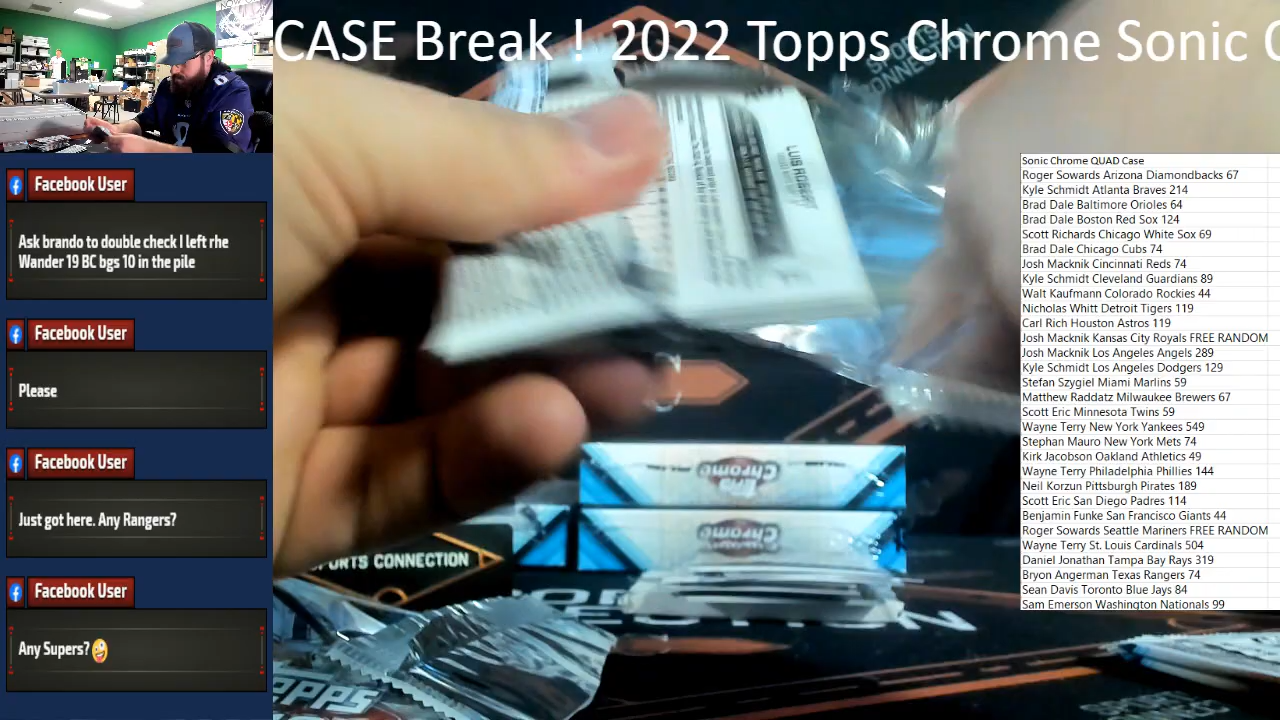 CASE Break ! 2022 Topps Chrome Sonic
Facebook User
Ask brando to double check I left rhe
Wander 19 BC bgs 10 in the pile
Facebook User
Please
Facebook User
Just got here. Any Rangers?
Facebook User
Any Supers?🤪
LUIS ROBERT
Topps
Chrome
Topps
Chrome
SPORTS CONNECTION
SPORTS
CONNECTION
topps
Sonic Chrome QUAD Case
Roger Sowards Arizona Diamondbacks 67
Kyle Schmidt Atlanta Braves 214
Brad Dale Baltimore Orioles 64
Brad Dale Boston Red Sox 124
Scott Richards Chicago White Sox 69
Brad Dale Chicago Cubs 74
Josh Macknik Cincinnati Reds 74
Kyle Schmidt Cleveland Guardians 89
Walt Kaufmann Colorado Rockies 44
Nicholas Whitt Detroit Tigers 119
Carl Rich Houston Astros 119
Josh Macknik Kansas City Royals FREE RANDOM
Josh Macknik Los Angeles Angels 289
Kyle Schmidt Los Angeles Dodgers 129
Stefan Szygiel Miami Marlins 59
Matthew Raddatz Milwaukee Brewers 67
Scott Eric Minnesota Twins 59
Wayne Terry New York Yankees 549
Stephan Mauro New York Mets 74
Kirk Jacobson Oakland Athletics 49
Wayne Terry Philadelphia Phillies 144
Neil Korzun Pittsburgh Pirates 189
Scott Eric San Diego Padres 114
Benjamin Funke San Francisco Giants 44
Roger Sowards Seattle Mariners FREE RANDOM
Wayne Terry St. Louis Cardinals 504
Daniel Jonathan Tampa Bay Rays 319
Bryon Angerman Texas Rangers 74
Sean Davis Toronto Blue Jays 84
Sam Emerson Washington Nationals 99